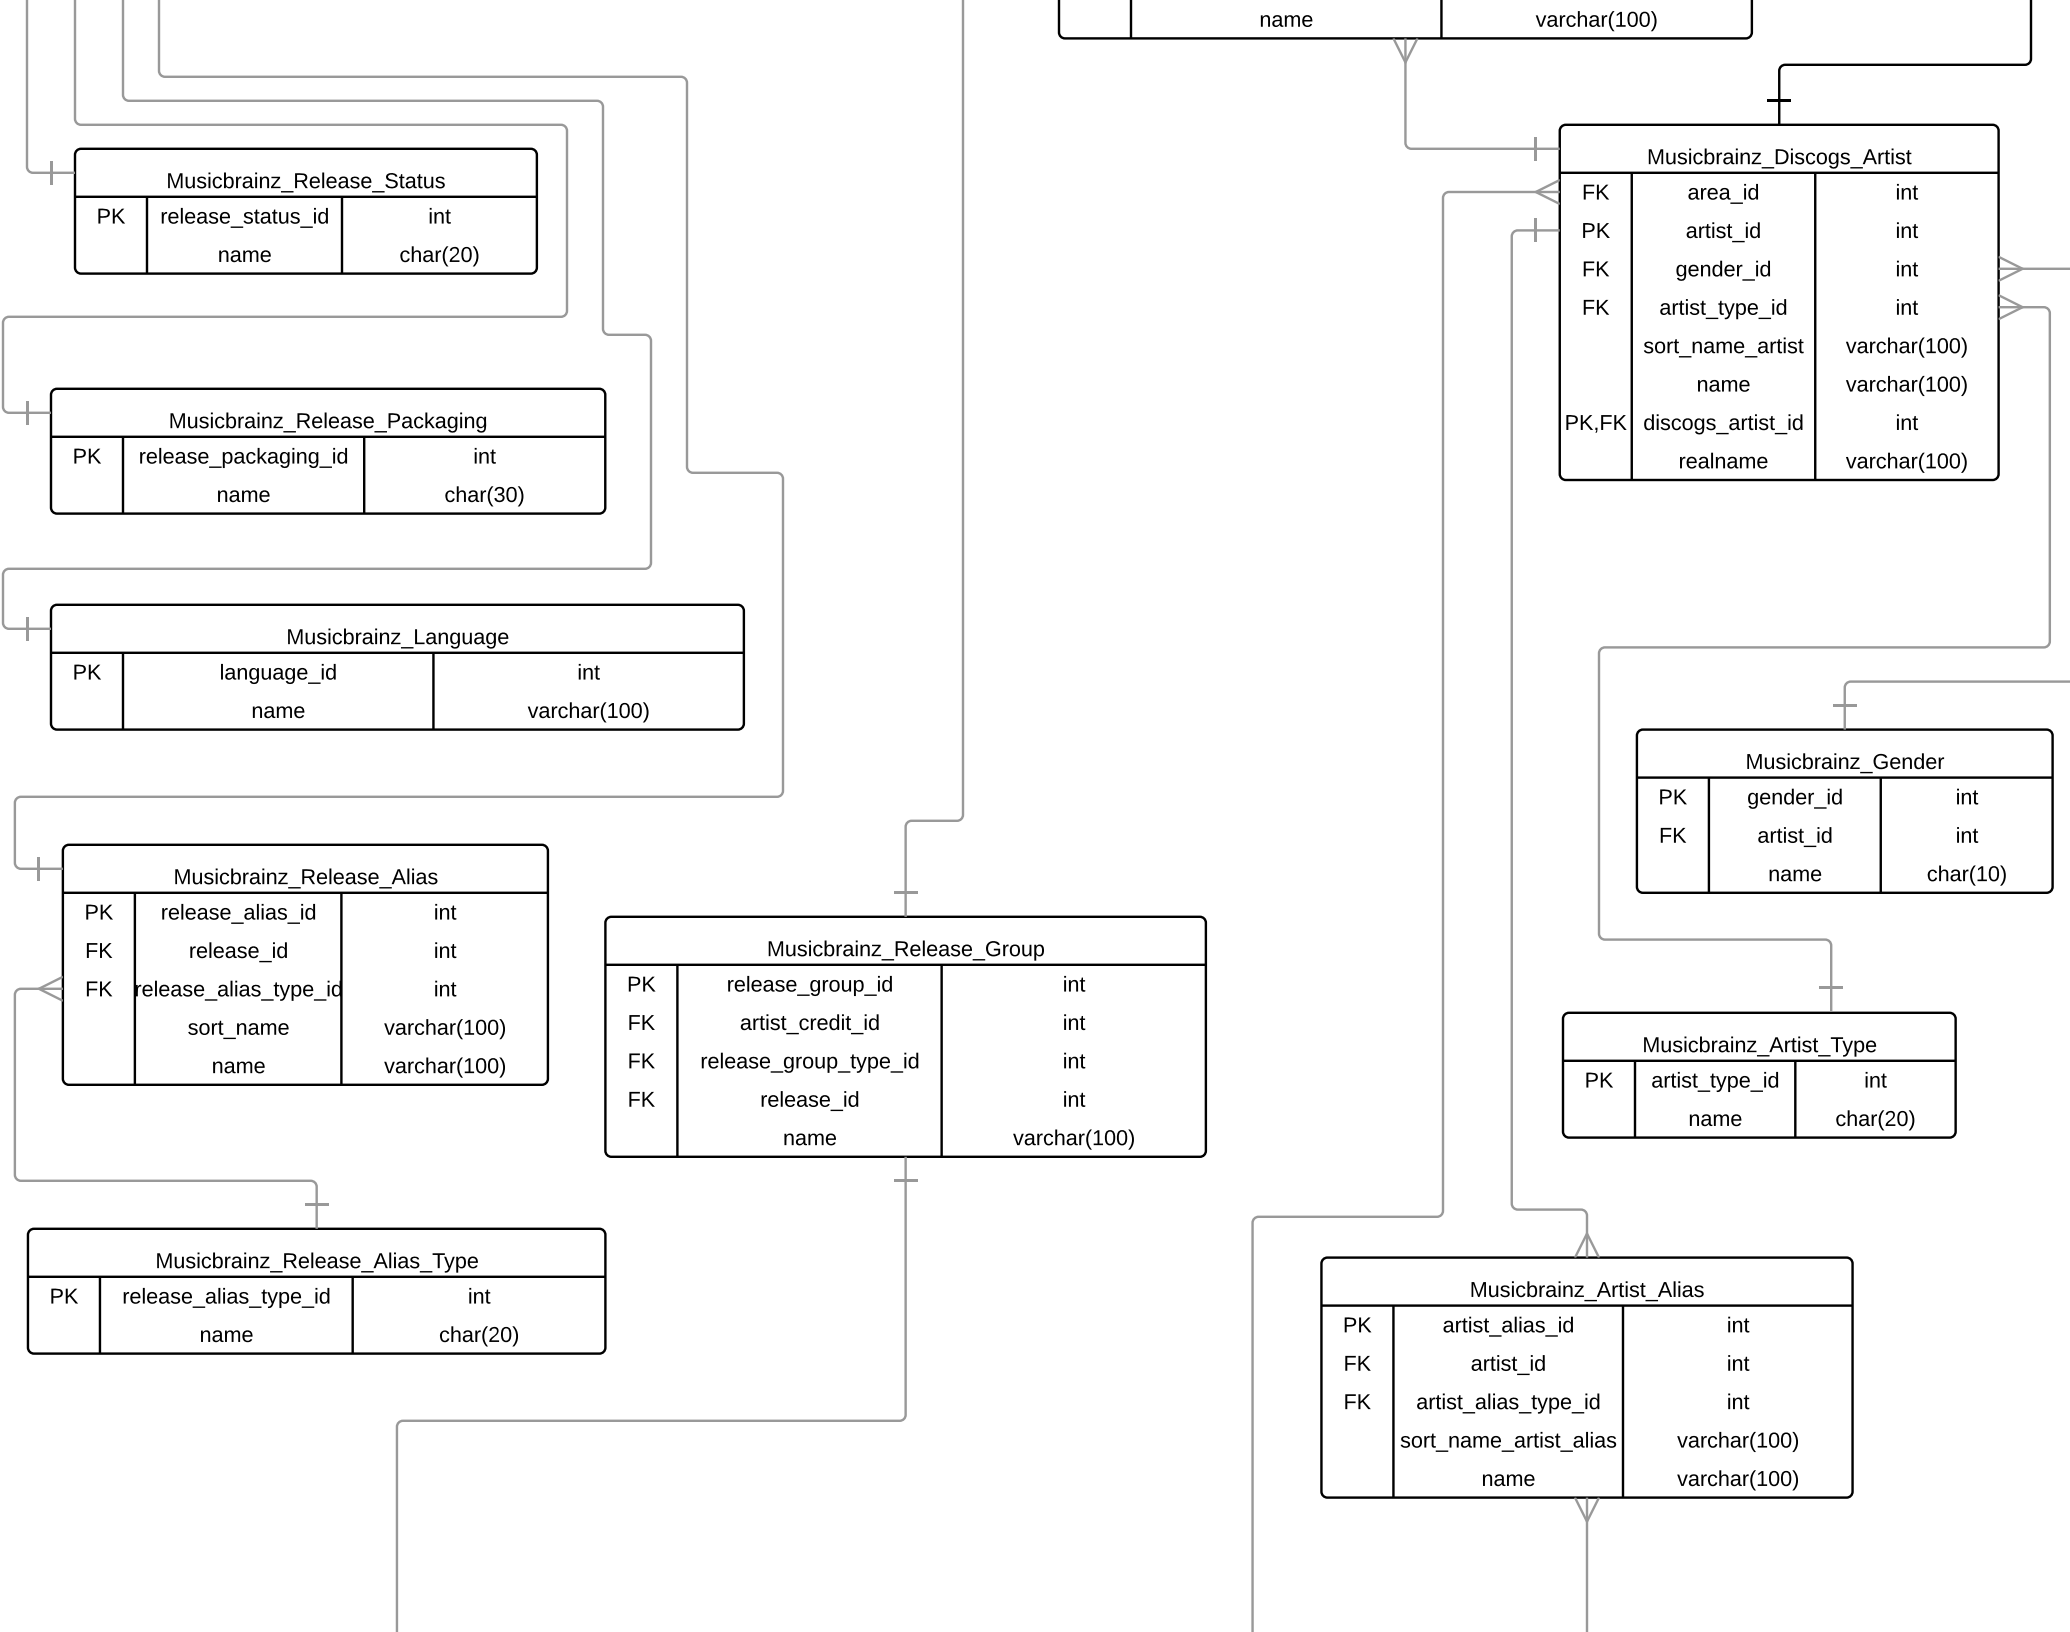 name varchar(100)
Musicbrainz_Release_Status
PK release_status_id int
name char(20)
Musicbrainz_Release_Packaging
PK release_packaging_id int
name char(30)
Musicbrainz_Language
PK language_id int
name varchar(100)
Musicbrainz_Release_Alias
PK release_alias_id int
FK release_id int
FK release_alias_type_id int
sort_name varchar(100)
name varchar(100)
Musicbrainz_Release_Alias_Type
PK release_alias_type_id int
name char(20)
Musicbrainz_Release_Group
PK release_group_id int
FK artist_credit_id int
FK release_group_type_id int
FK release_id int
name varchar(100)
Musicbrainz_Discogs_Artist
FK area_id int
PK artist_id int
FK gender_id int
FK artist_type_id int
sort_name_artist varchar(100)
name varchar(100)
PK,FK discogs_artist_id int
realname varchar(100)
Musicbrainz_Gender
PK gender_id int
FK artist_id int
name char(10)
Musicbrainz_Artist_Type
PK artist_type_id int
name char(20)
Musicbrainz_Artist_Alias
PK artist_alias_id int
FK artist_id int
FK artist_alias_type_id int
sort_name_artist_alias varchar(100)
name varchar(100)